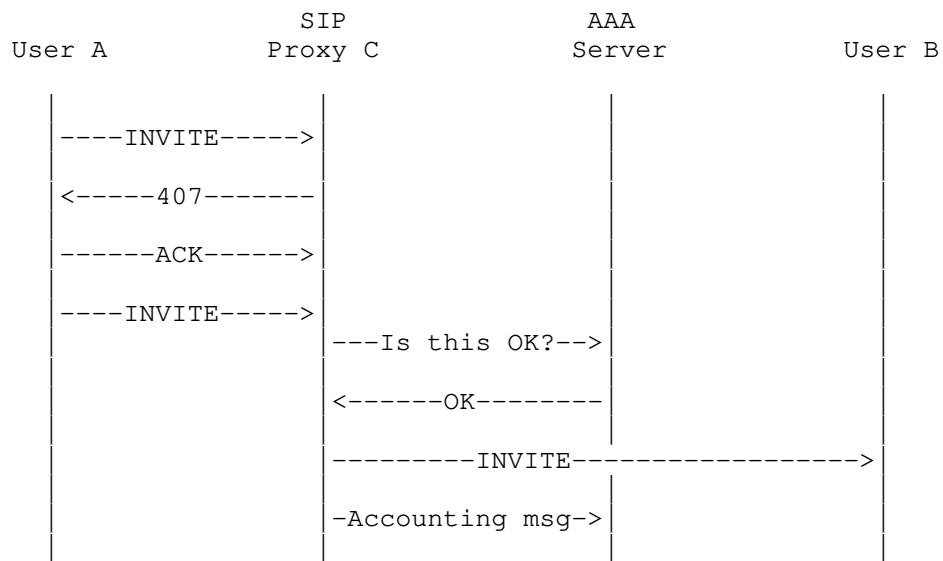 SIP AAA
User A Proxy C Server User B
INVITE
407
ACK
INVITE
Is this OK?
OK
INVITE
Accounting msg